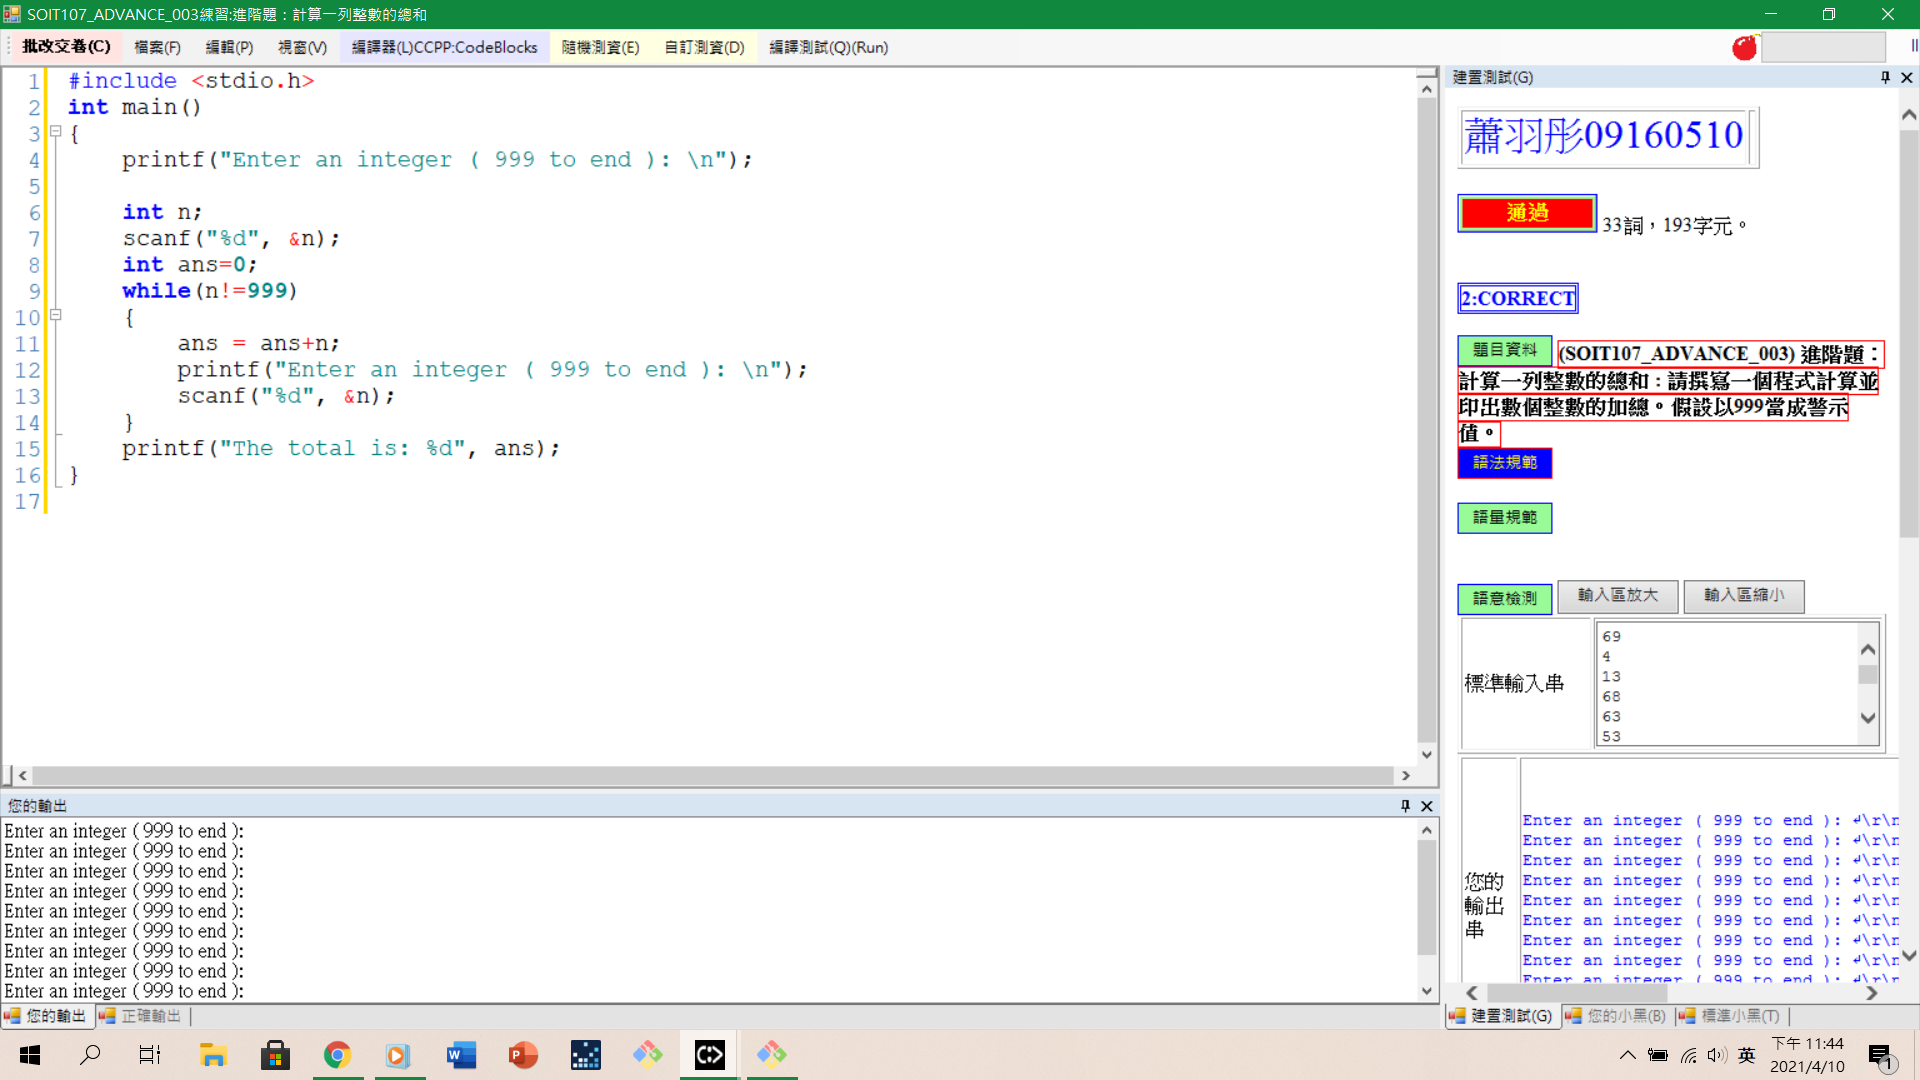 SOIT107_ADVANCE_003練習:進階題：計算一列整數的總和
批改交卷(C) 檔案(F) 編輯(P) 視窗(V) 編譯器(L)CCPP:CodeBlocks 隨機測資(E) 自訂測資(D) 編譯測試(Q)(Run)
1 #include <stdio.h>
2 int main()
3 {
4 printf("Enter an integer ( 999 to end ): \n");
5
6 int n;
7 scanf("%d", &n);
8 int ans=0;
9 while(n!=999)
10 {
11 ans = ans+n;
12 printf("Enter an integer ( 999 to end ): \n");
13 scanf("%d", &n);
14 }
15 printf("The total is: %d", ans);
16 }
17
您的輸出
Enter an integer ( 999 to end ):
Enter an integer ( 999 to end ):
Enter an integer ( 999 to end ):
Enter an integer ( 999 to end ):
Enter an integer ( 999 to end ):
Enter an integer ( 999 to end ):
Enter an integer ( 999 to end ):
Enter an integer ( 999 to end ):
Enter an integer ( 999 to end ):
您的輸出 正確輸出
建置測試(G)
蕭羽彤09160510
通過 33詞，193字元。
2:CORRECT
題目資料 (SOIT107_ADVANCE_003) 進階題：
計算一列整數的總和：請撰寫一個程式計算並
印出數個整數的加總。假設以999當成警示
值。
語法規範
語量規範
語意檢測 輸入區放大 輸入區縮小
標準輸入串
69
4
13
68
63
53
您的
輸出
串
Enter an integer ( 999 to end ): ↲\r\n
Enter an integer ( 999 to end ): ↲\r\n
Enter an integer ( 999 to end ): ↲\r\n
Enter an integer ( 999 to end ): ↲\r\n
Enter an integer ( 999 to end ): ↲\r\n
Enter an integer ( 999 to end ): ↲\r\n
Enter an integer ( 999 to end ): ↲\r\n
Enter an integer ( 999 to end ): ↲\r\n
Enter an integer ( 999 to end ): ↲\r\n
建置測試(G) 您的小黑(B) 標準小黑(T)
英
下午 11:44
2021/4/10
1